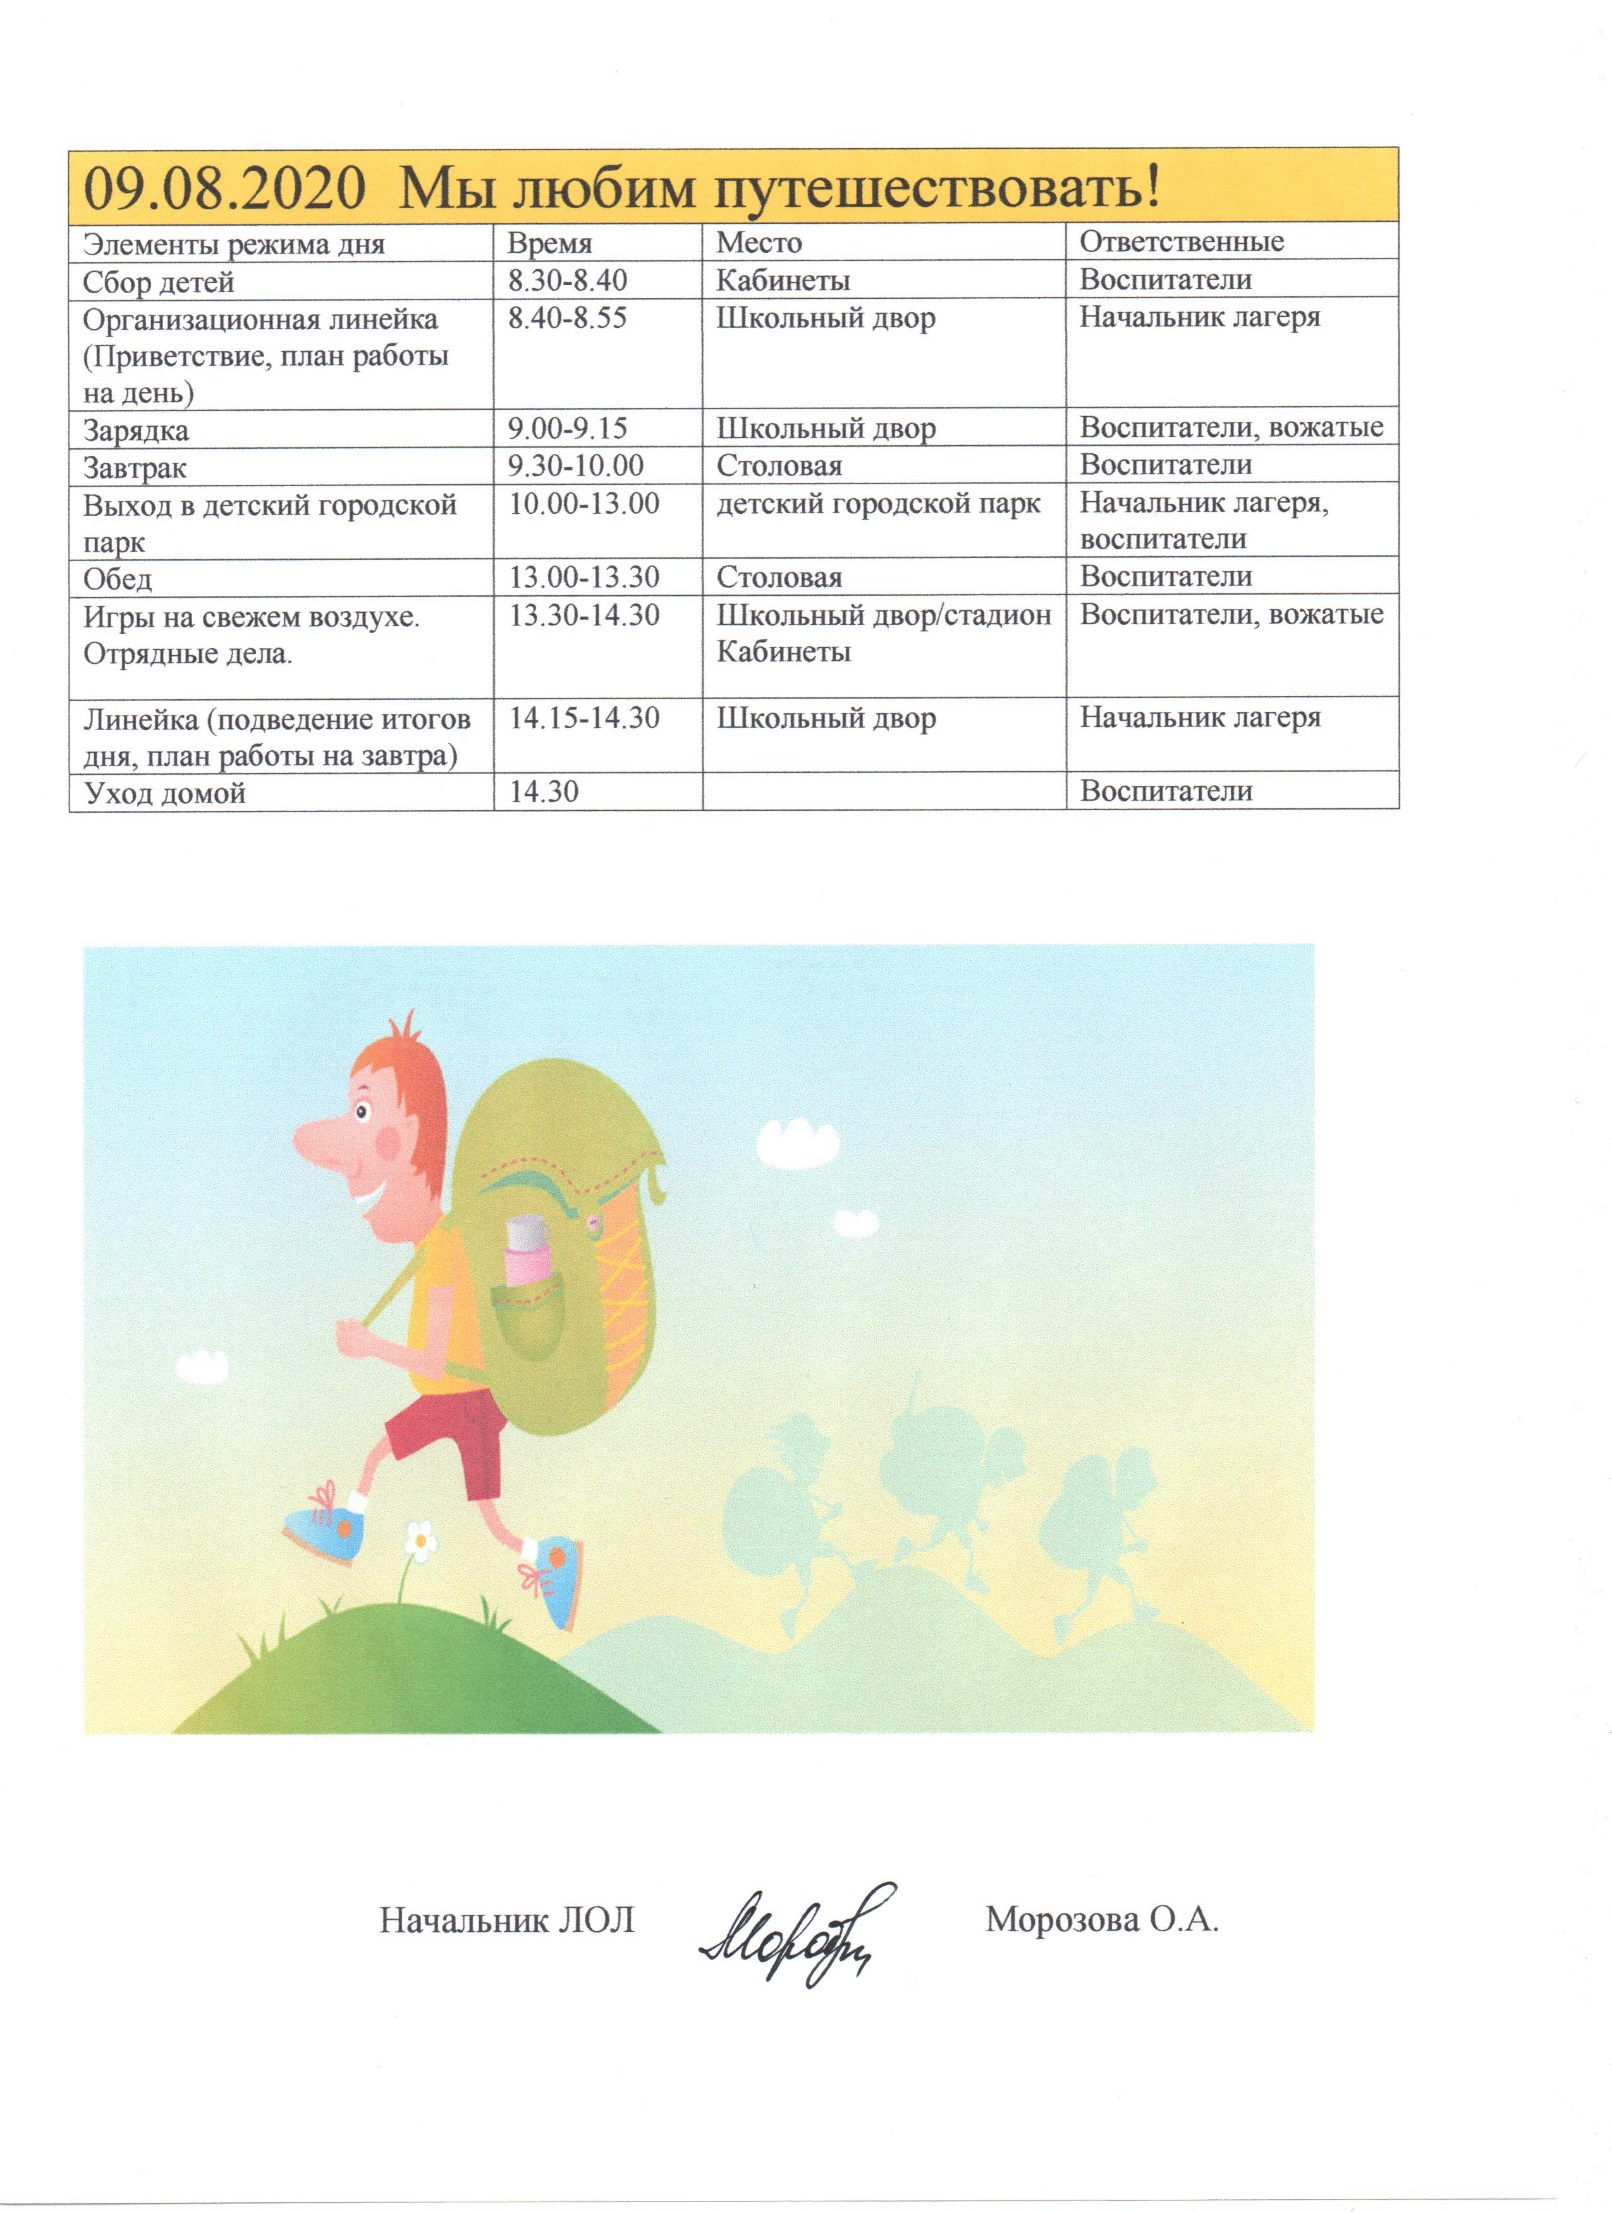 09.08.2020 Мы любим путешествовать!
Элементы режима дня Время Место Ответственные
Сбор детей 8.30-8.40 Кабинеты Воспитатели
Организационная линейка 8.40-8.55 Школьный двор Начальник лагеря
(Приветствие, план работы
на день)
Зарядка 9.00-9.15 Школьный двор Воспитатели, вожатые
Завтрак 9.30-10.00 Столовая Воспитатели
Выход в детский городской 10.00-13.00 детский городской парк Начальник лагеря,
парк воспитатели
Обед 13.00-13.30 Столовая Воспитатели
Игры на свежем воздухе. 13.30-14.30 Школьный двор/стадион Воспитатели, вожатые
Отрядные дела. Кабинеты
Линейка (подведение итогов 14.15-14.30 Школьный двор Начальник лагеря
дня, план работы на завтра)
Уход домой 14.30 Воспитатели
Начальник ЛОЛ Морозова О.А.